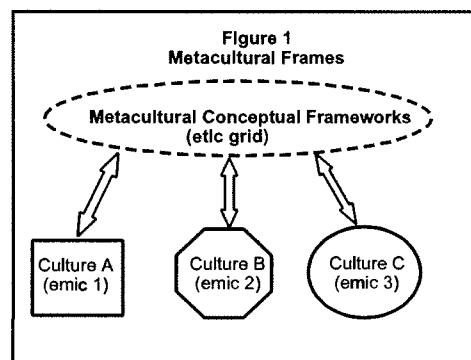 Figure 1
Metacultural Frames
Metacultural Conceptual Frameworks
(etic grid)
Culture A
(emic 1)
Culture B
(emic 2)
Culture C
(emic 3)